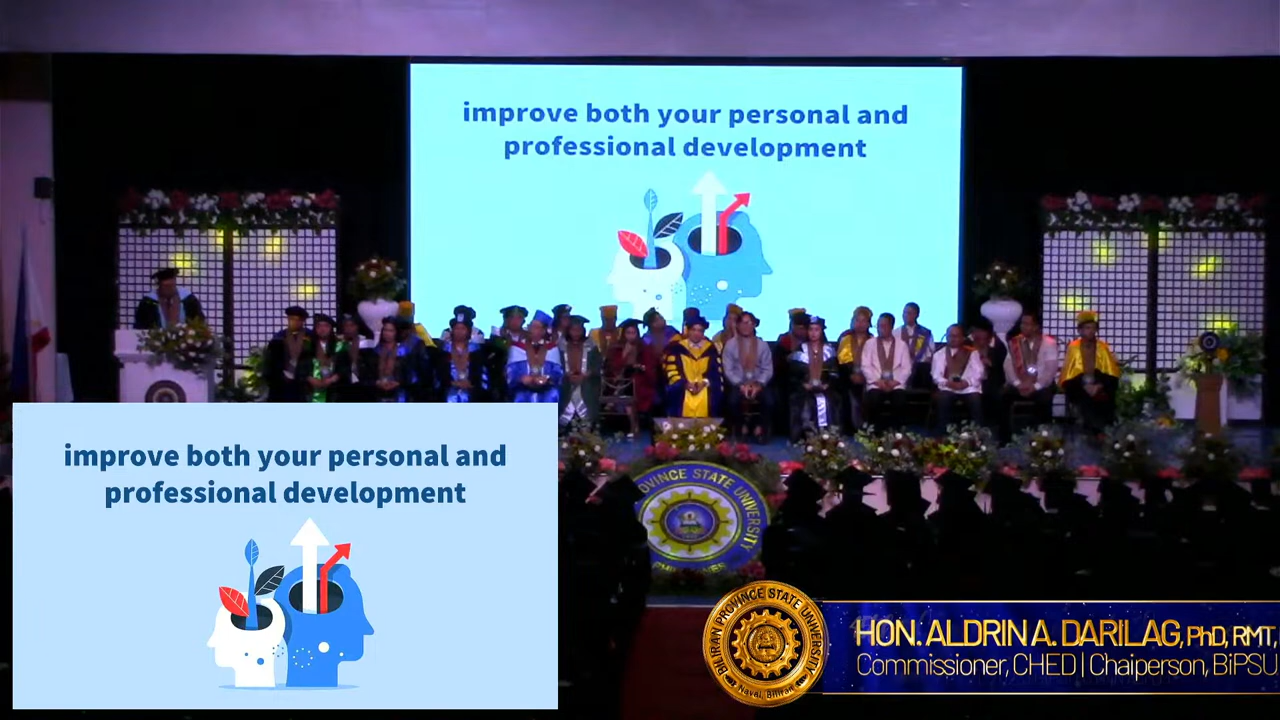 improve both your personal and
professional development
improve both your personal and
professional development
OVINCE STATE UNIVERSITY
BILIRAN PROVINCE STATE UNIVERSITY
Naval, Biliran
HON. ALDRIN A. DARILAG, PhD, RMT,
Commissioner, CHED | Chaiperson, BiPSU